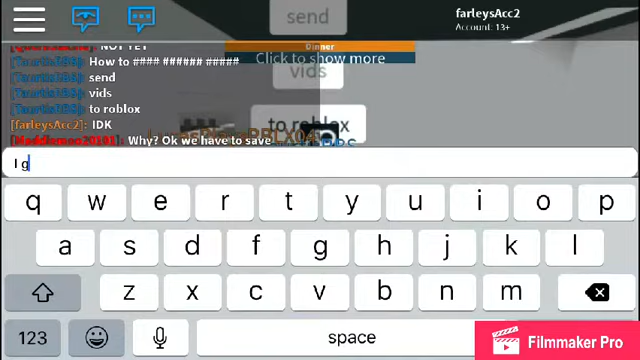 send
farleysAcc2
Account: 13+
NOT YET
Dinner
Click to show more
How to #### ###### #####
send
vids
vids
to roblox
to roblox
[farleysAcc2]: IDK
Why? Ok we have to save
I g
q w e r t y u i o p
a s d f g h j k l
z x c v b n m
123
space
Filmmaker Pro